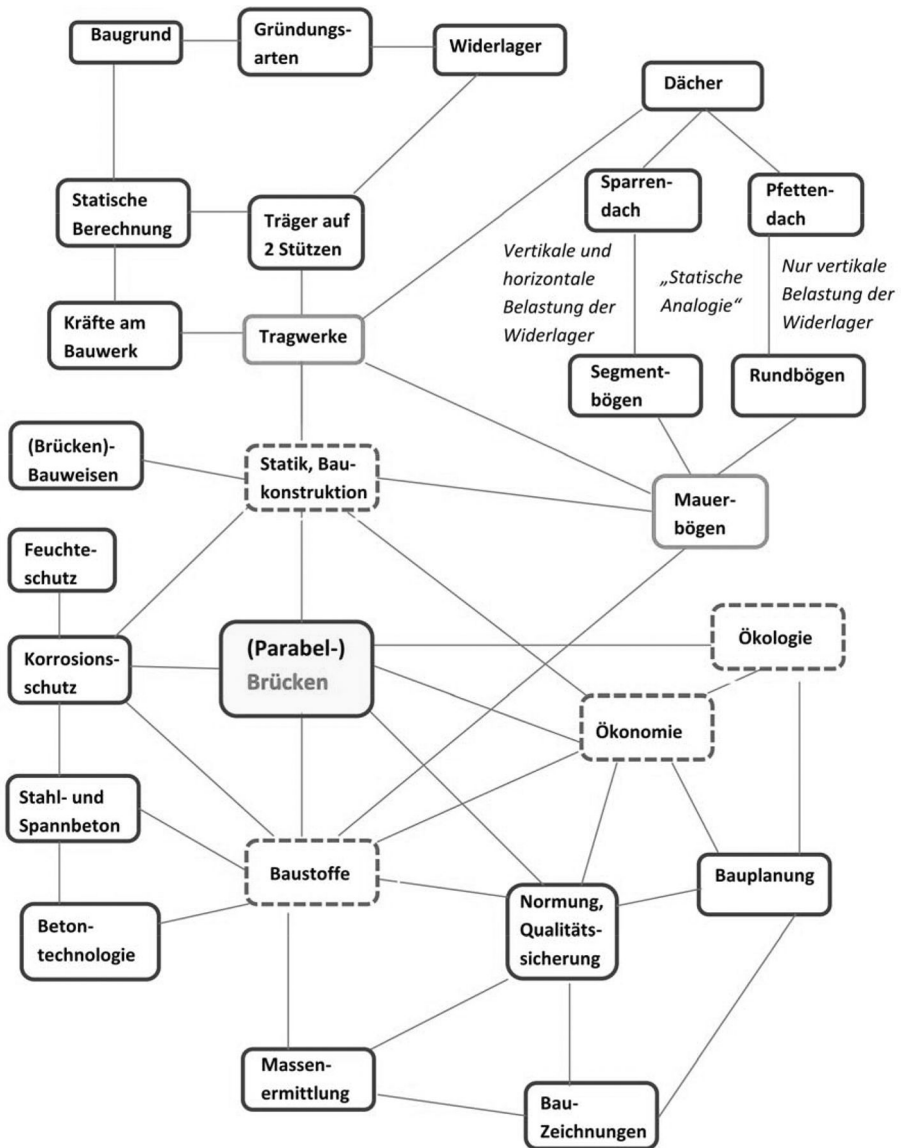 Baugrund
Gründungs-
arten
Widerlager
Dächer
Statische
Berechnung
Träger auf
2 Stützen
Sparren-
dach
Pfetten-
dach
Vertikale und
horizontale
Belastung der
Widerlager
„Statische
Analogie“
Nur vertikale
Belastung der
Widerlager
Kräfte am
Bauwerk
Tragwerke
Segment-
bögen
Rundbögen
(Brücken)-
Bauweisen
Statik, Bau-
konstruktion
Mauer-
bögen
Feuchte-
schutz
Korrosions-
schutz
(Parabel-)
Brücken
Ökologie
Ökonomie
Stahl- und
Spannbeton
Baustoffe
Bauplanung
Beton-
technologie
Normung,
Qualitäts-
sicherung
Massen-
ermittlung
Bau-
Zeichnungen